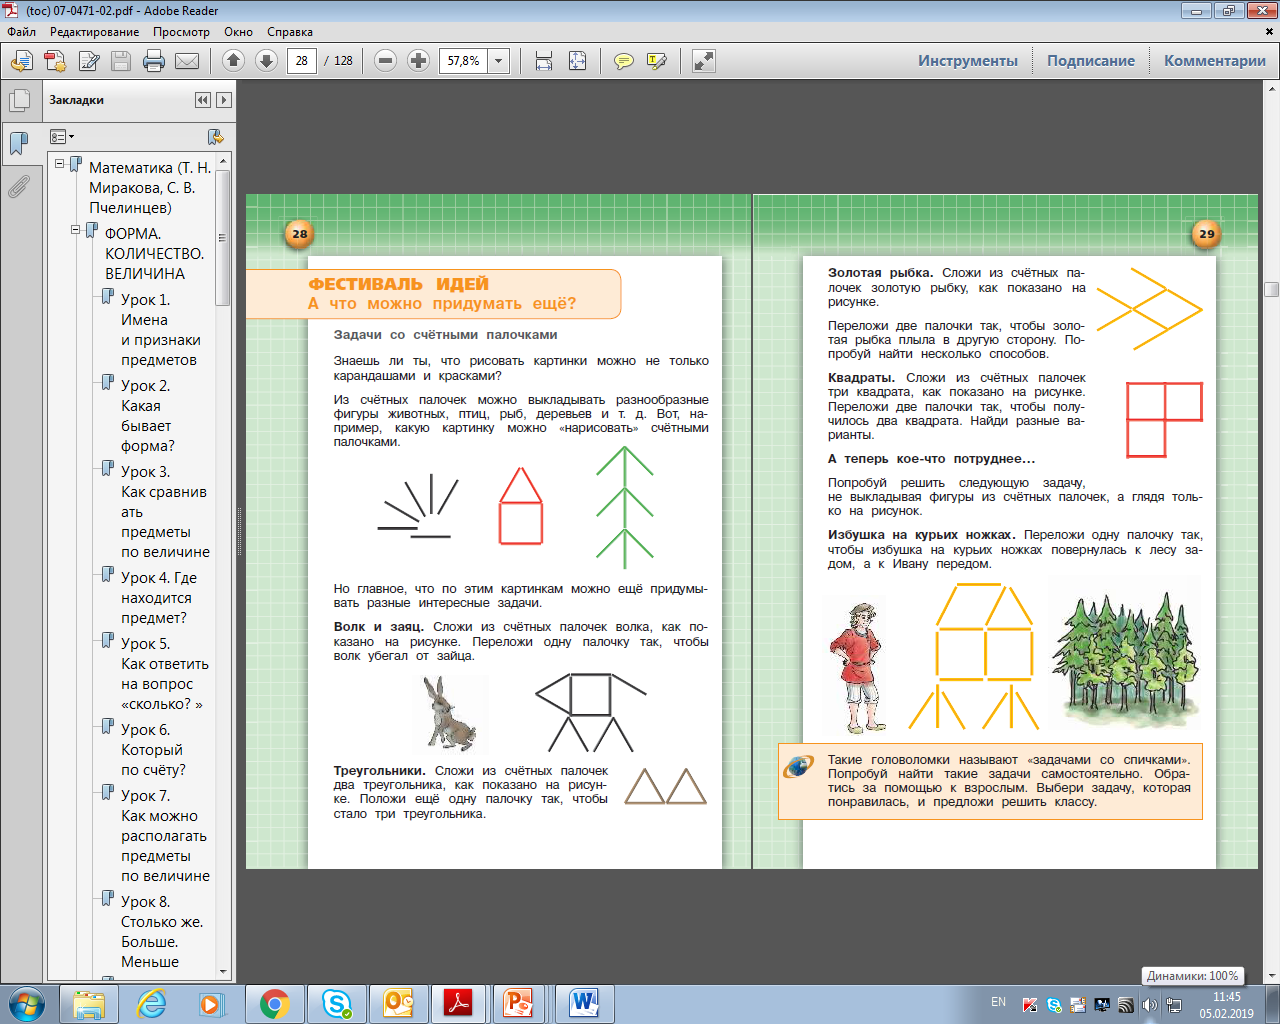 (toc) 07-0471-02.pdf - Adobe Reader
Файл Редактирование Просмотр Окно Справка
28 / 128 57,8% Инструменты Подписание Комментарии
Закладки
Математика (Т. Н.
Миракова, С. В.
Пчелинцев)
ФОРМА.
КОЛИЧЕСТВО.
ВЕЛИЧИНА
Урок 1.
Имена
и признаки
предметов
Урок 2.
Какая
бывает
форма?
Урок 3.
Как сравнив
ать
предметы
по величине
Урок 4. Где
находится
предмет?
Урок 5.
Как ответить
на вопрос
«сколько? »
Урок 6.
Который
по счёту?
Урок 7.
Как можно
располагать
предметы
по величине
Урок 8.
Столько же.
Больше.
Меньше
28
ФЕСТИВАЛЬ ИДЕЙ
А что можно придумать ещё?
Задачи со счётными палочками
Знаешь ли ты, что рисовать картинки можно не только
карандашами и красками?
Из счётных палочек можно выкладывать разнообразные
фигуры животных, птиц, рыб, деревьев и т. д. Вот, на-
пример, какую картинку можно «нарисовать» счётными
палочками.
Но главное, что по этим картинкам можно ещё придумы-
вать разные интересные задачи.
Волк и заяц. Сложи из счётных палочек волка, как по-
казано на рисунке. Переложи одну палочку так, чтобы
волк убегал от зайца.
Треугольники. Сложи из счётных палочек
два треугольника, как показано на рисун-
ке. Положи ещё одну палочку так, чтобы
стало три треугольника.
29
Золотая рыбка. Сложи из счётных па-
лочек золотую рыбку, как показано на
рисунке.
Переложи две палочки так, чтобы золо-
тая рыбка плыла в другую сторону. По-
пробуй найти несколько способов.
Квадраты. Сложи из счётных палочек
три квадрата, как показано на рисунке.
Переложи две палочки так, чтобы полу-
чилось два квадрата. Найди разные ва-
рианты.
А теперь кое-что потруднее...
Попробуй решить следующую задачу,
не выкладывая фигуры из счётных палочек, а глядя толь-
ко на рисунок.
Избушка на курьих ножках. Переложи одну палочку так,
чтобы избушка на курьих ножках повернулась к лесу за-
дом, а к Ивану передом.
Такие головоломки называют «задачами со спичками».
Попробуй найти такие задачи самостоятельно. Обра-
тись за помощью к взрослым. Выбери задачу, которая
понравилась, и предложи решить классу.
Динамики: 100%
EN
11:45
05.02.2019